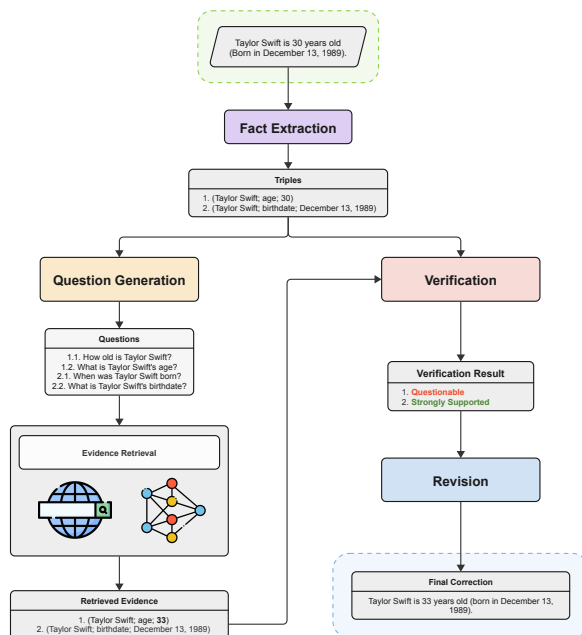 Taylor Swift is 30 years old
(Born in December 13, 1989).
Fact Extraction
Triples
1. (Taylor Swift; age; 30)
2. (Taylor Swift; birthdate; December 13, 1989)
Question Generation
Questions
1.1. How old is Taylor Swift?
1.2. What is Taylor Swift's age?
2.1. When was Taylor Swift born?
2.2. What is Taylor Swift's birthdate?
Evidence Retrieval
Retrieved Evidence
1. (Taylor Swift; age; 33)
2. (Taylor Swift; birthdate; December 13, 1989)
Verification
Verification Result
1. Questionable
2. Strongly Supported
Revision
Final Correction
Taylor Swift is 33 years old (born in December 13,
1989).